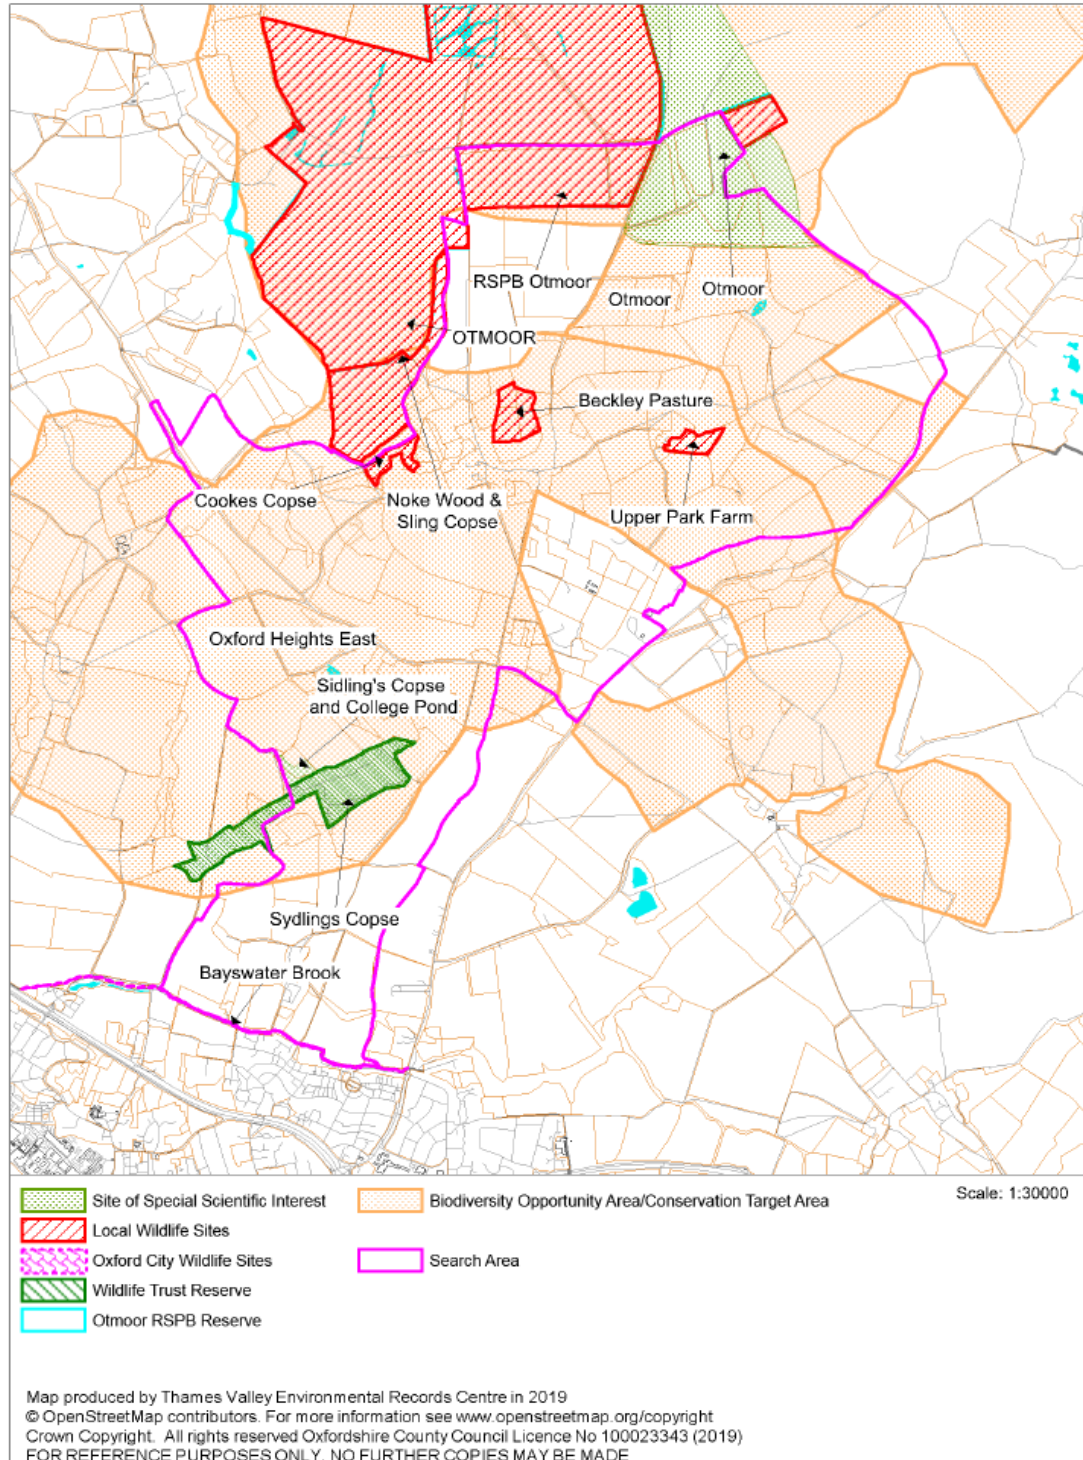 RSPB Otmoor
Otmoor
Otmoor
OTMOOR
Beckley Pasture
Cookes Copse
Noke Wood &
Sling Copse
Upper Park Farm
Oxford Heights East
Sidling's Copse
and College Pond
Sydlings Copse
Bayswater Brook
Site of Special Scientific Interest
Biodiversity Opportunity Area/Conservation Target Area
Scale: 1:30000
Local Wildlife Sites
Oxford City Wildlife Sites
Search Area
Wildlife Trust Reserve
Otmoor RSPB Reserve
Map produced by Thames Valley Environmental Records Centre in 2019
© OpenStreetMap contributors. For more information see www.openstreetmap.org/copyright
Crown Copyright. All rights reserved Oxfordshire County Council Licence No 100023343 (2019)
FOR REFERENCE PURPOSES ONLY. NO FURTHER COPIES MAY BE MADE